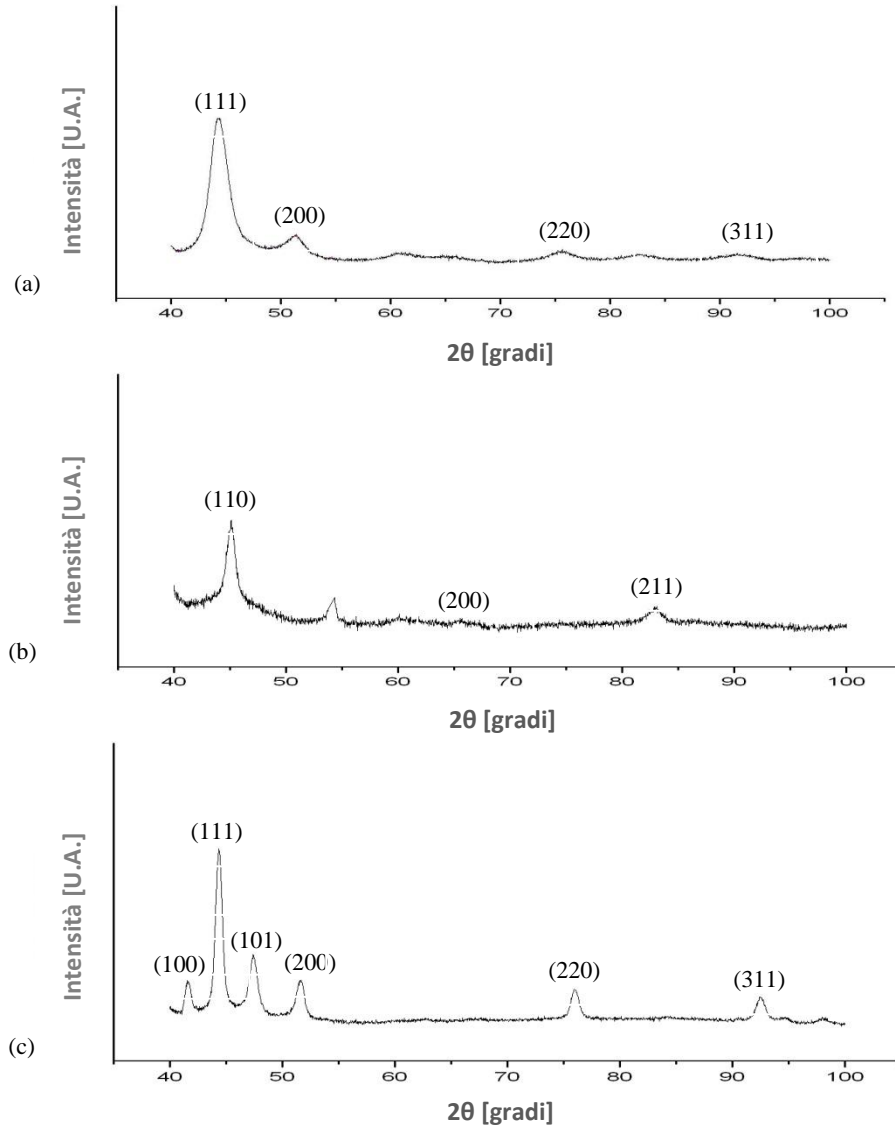 Intensità [U.A.]
(111)
(200)
(220)
(311)
(a)
40 50 60 70 80 90 100
2θ [gradi]
Intensità [U.A.]
(110)
(200)
(211)
(b)
40 50 60 70 80 90 100
2θ [gradi]
Intensità [U.A.]
(111)
(100)
(101)
(200)
(220)
(311)
(c)
40 50 60 70 80 90 100
2θ [gradi]